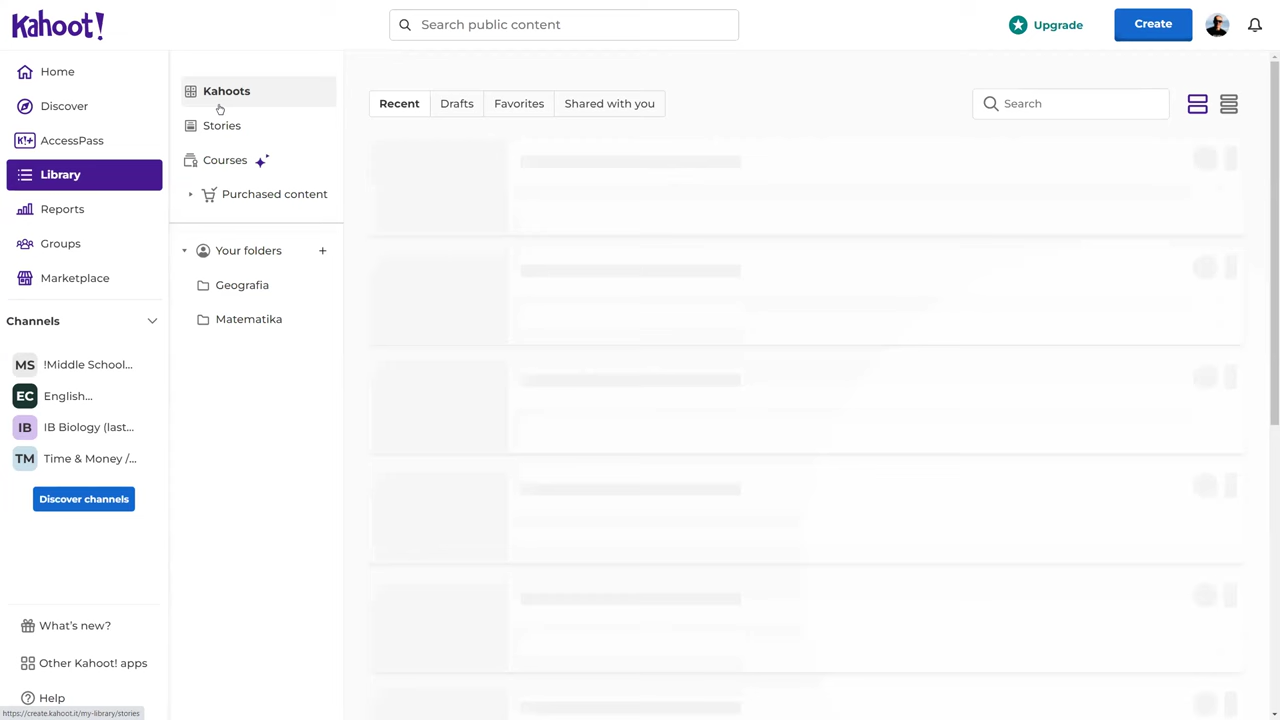 Kahoot!
Search public content
Upgrade
Create
Home
Discover
K!+ AccessPass
Library
Reports
Groups
Marketplace
Channels
MS !Middle School...
EC English...
IB IB Biology (last...
TM Time & Money /...
Discover channels
What's new?
Other Kahoot! apps
Help
https://create.kahoot.it/my-library/stories
Kahoots
Stories
Courses
Purchased content
Your folders +
Geografia
Matematika
Recent Drafts Favorites Shared with you
Search